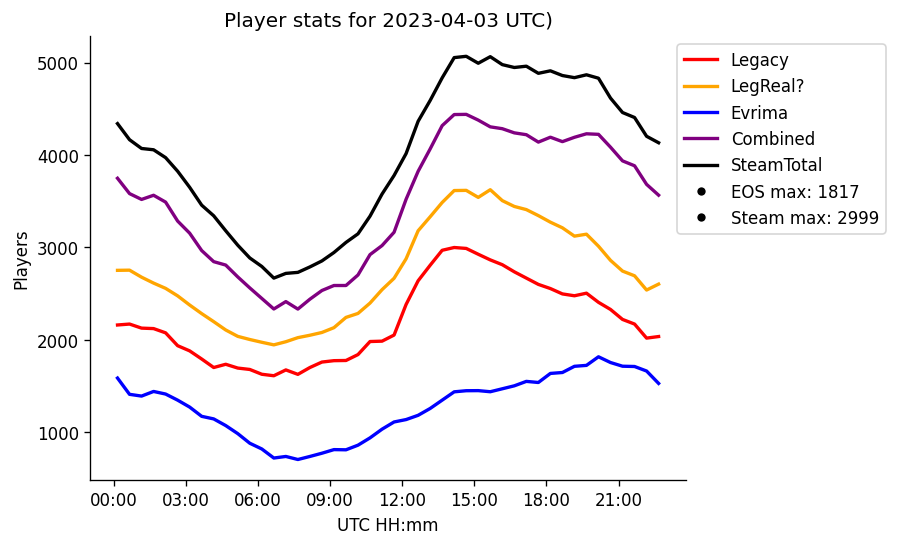 Player stats for 2023-04-03 UTC)
Legacy
LegReal?
Evrima
Combined
SteamTotal
EOS max: 1817
Steam max: 2999
Players
5000
4000
3000
2000
1000
00:00 03:00 06:00 09:00 12:00 15:00 18:00 21:00
UTC HH:mm